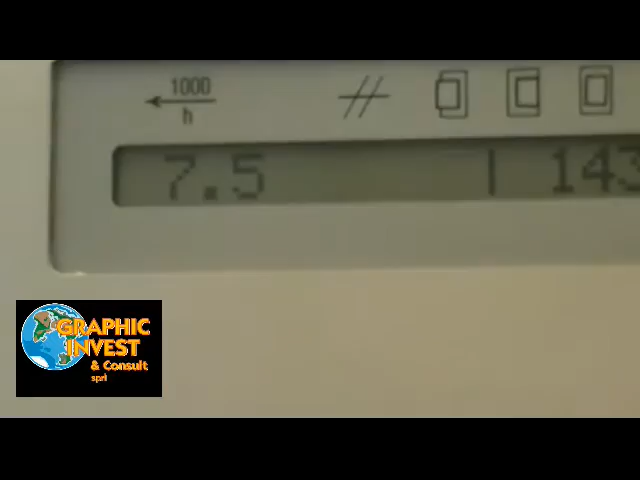 1000
h
7.5 | 143
GRAPHIC
INVEST
& Consult
sprl